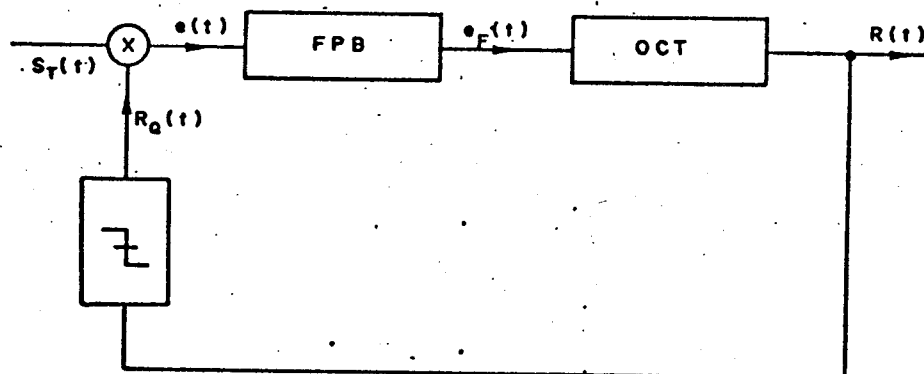 X
e(t)
FPB
e_F(t)
OCT
R(t)
S_T(t)
R_Q(t)